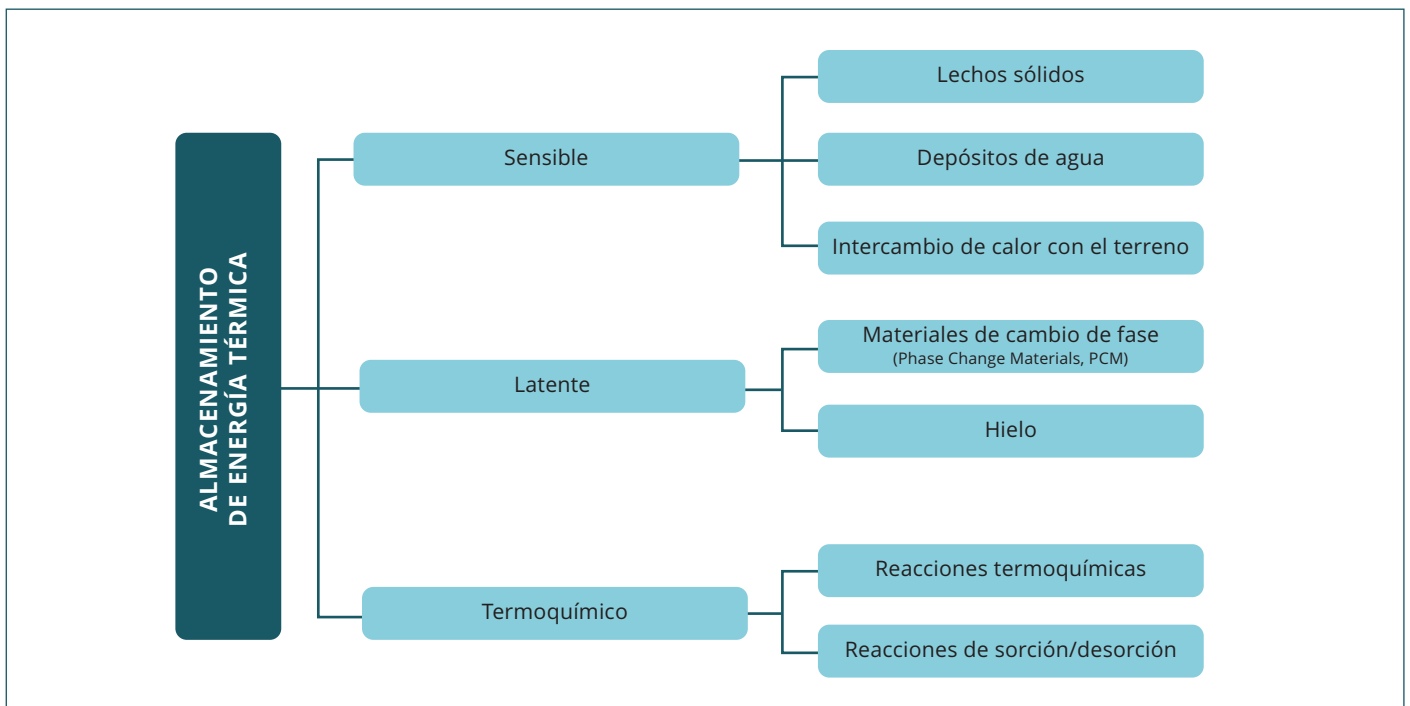 ALMACENAMIENTO
DE ENERGÍA TÉRMICA
Sensible
Lechos sólidos
Depósitos de agua
Intercambio de calor con el terreno
Latente
Materiales de cambio de fase
(Phase Change Materials, PCM)
Hielo
Termoquímico
Reacciones termoquímicas
Reacciones de sorción/desorción